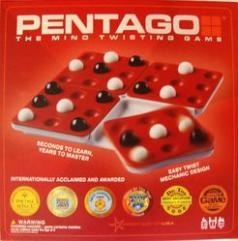 PENTAGO
THE MIND TWISTING GAME
SECONDS TO LEARN,
YEARS TO MASTER
EASY TWIST
MECHANIC DESIGN
INTERNATIONALLY ACCLAIMED AND AWARDED
WARNING